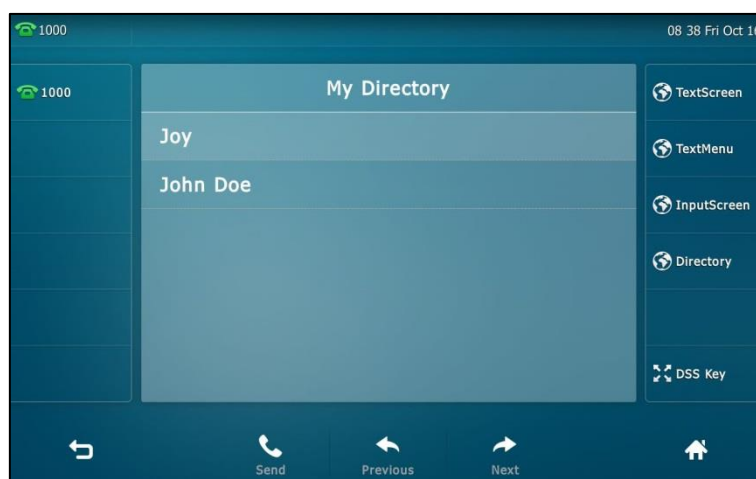 1000
08 38 Fri Oct
1000
My Directory
Joy
John Doe
TextScreen
TextMenu
InputScreen
Directory
DSS Key
Send
Previous
Next